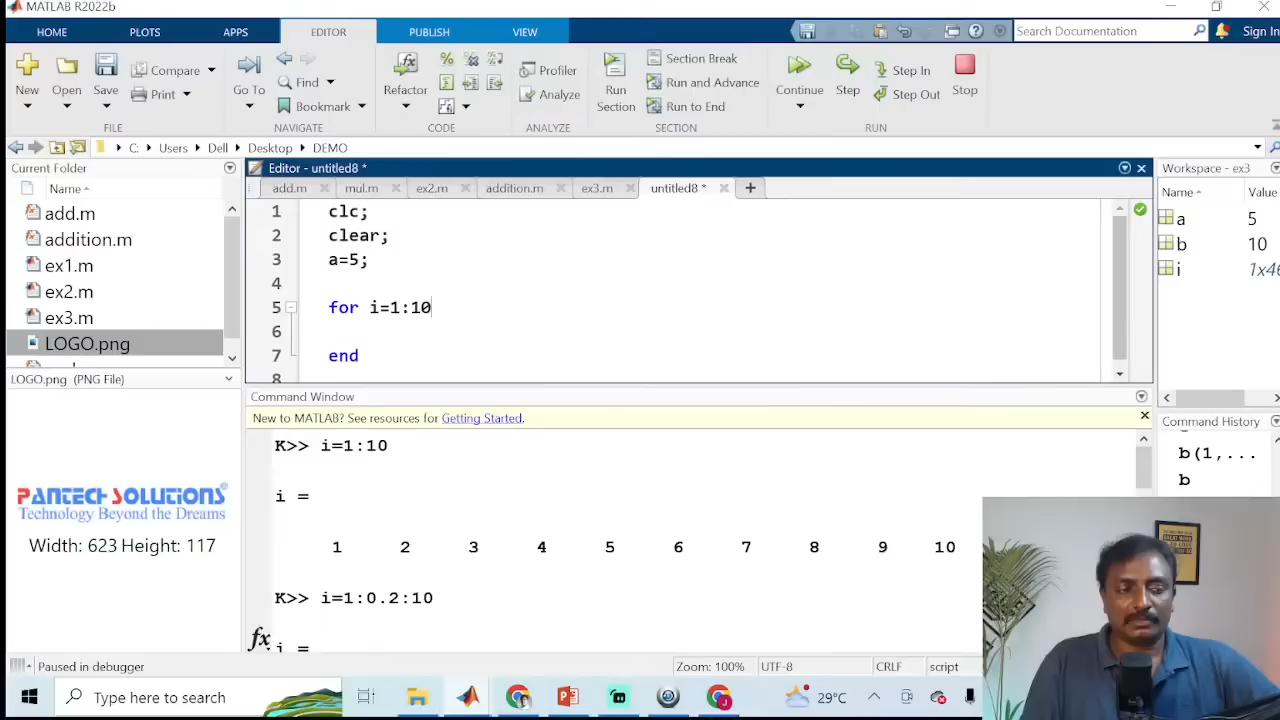 MATLAB R2022b
HOME PLOTS APPS EDITOR PUBLISH VIEW Search Documentation Sign In
New Open Save Compare Print Go To Find Bookmark Refactor Profiler Analyze Run Section Section Break Run and Advance Run to End Continue Step Step In Step Out Stop
FILE NAVIGATE CODE ANALYZE SECTION RUN
C: Users Dell Desktop DEMO
Current Folder
Name
add.m
addition.m
ex1.m
ex2.m
ex3.m
LOGO.png
LOGO.png (PNG File)
PANTECH SOLUTIONS
Technology Beyond the Dreams
Width: 623 Height: 117
Editor - untitled8 *
add.m mul.m ex2.m addition.m ex3.m untitled8 * +
1 clc;
2 clear;
3 a=5;
4
5 for i=1:10
6
7 end
8
Command Window
New to MATLAB? See resources for Getting Started.
K>> i=1:10
i =
1 2 3 4 5 6 7 8 9 10
K>> i=1:0.2:10
fx i =
Workspace - ex3
Name Value
a 5
b 10
i 1x46
Command History
b(1,...
b
Paused in debugger Zoom: 100% UTF-8 CRLF script
Type here to search 29°C